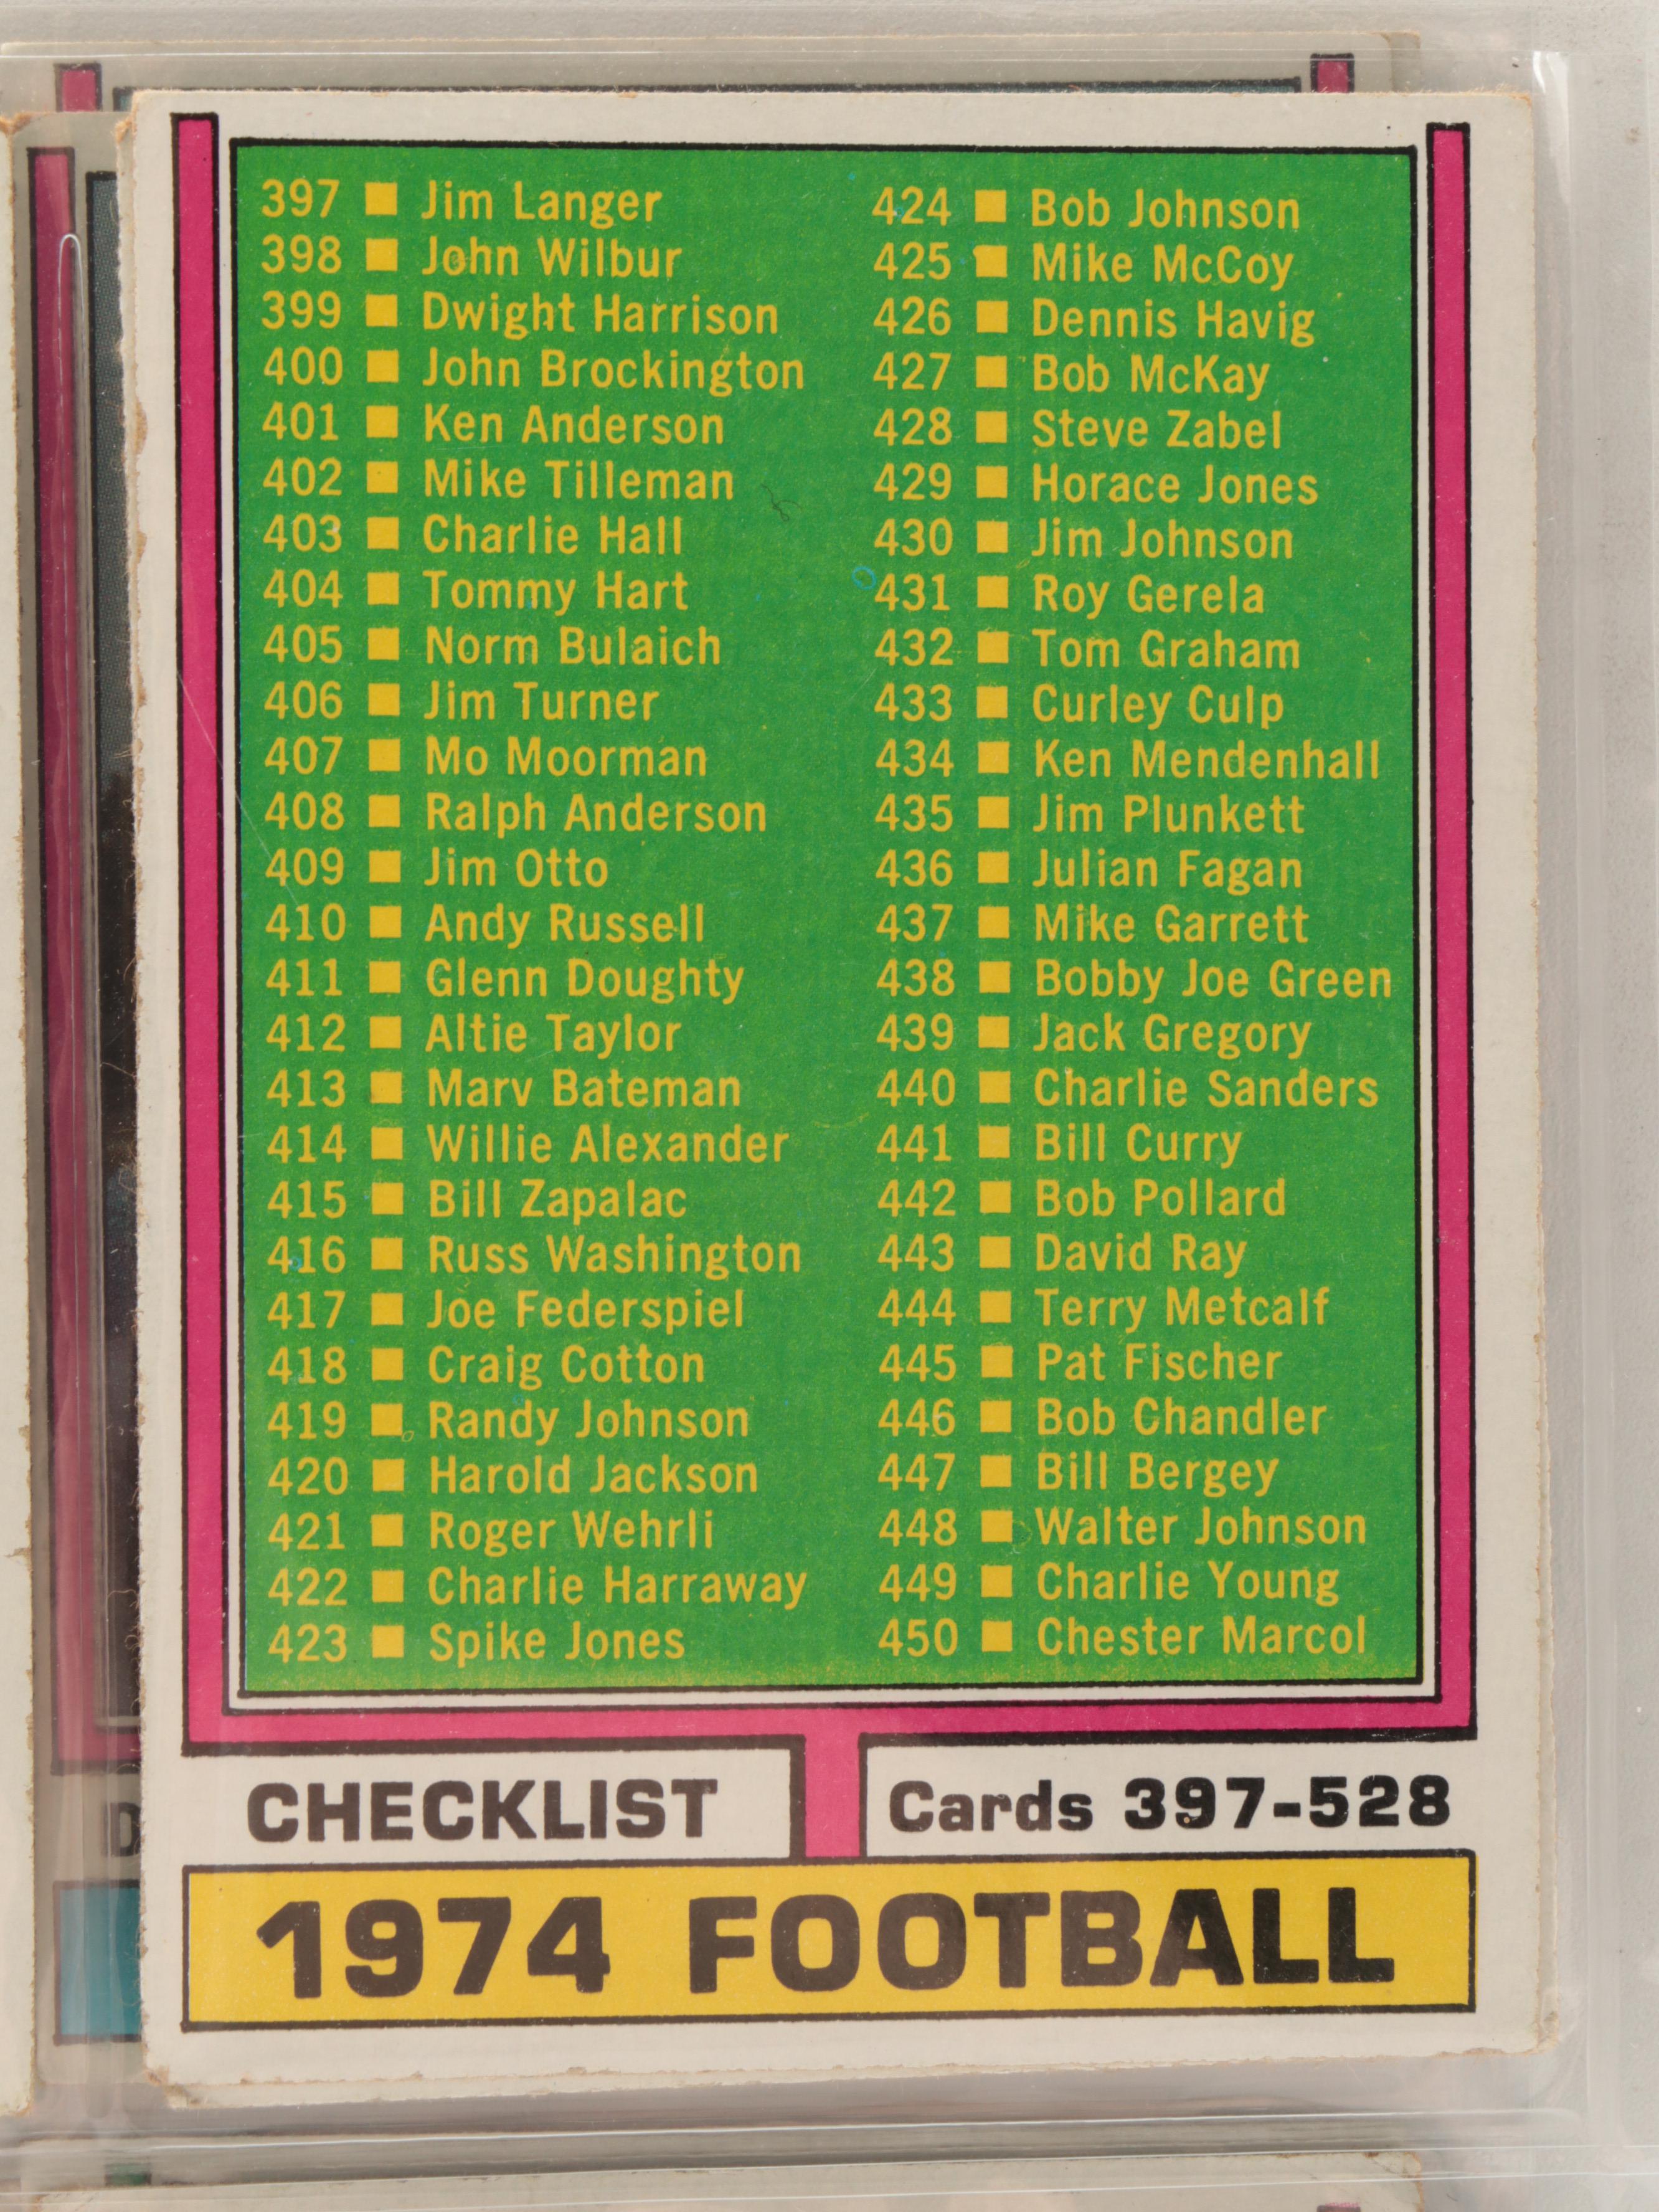 397 Jim Langer
398 John Wilbur
399 Dwight Harrison
400 John Brockington
401 Ken Anderson
402 Mike Tilleman
403 Charlie Hall
404 Tommy Hart
405 Norm Bulaich
406 Jim Turner
407 Mo Moorman
408 Ralph Anderson
409 Jim Otto
410 Andy Russell
411 Glenn Doughty
412 Altie Taylor
413 Marv Bateman
414 Willie Alexander
415 Bill Zapalac
416 Russ Washington
417 Joe Federspiel
418 Craig Cotton
419 Randy Johnson
420 Harold Jackson
421 Roger Wehrli
422 Charlie Harraway
423 Spike Jones
424 Bob Johnson
425 Mike McCoy
426 Dennis Havig
427 Bob McKay
428 Steve Zabel
429 Horace Jones
430 Jim Johnson
431 Roy Gerela
432 Tom Graham
433 Curley Culp
434 Ken Mendenhall
435 Jim Plunkett
436 Julian Fagan
437 Mike Garrett
438 Bobby Joe Green
439 Jack Gregory
440 Charlie Sanders
441 Bill Curry
442 Bob Pollard
443 David Ray
444 Terry Metcalf
445 Pat Fischer
446 Bob Chandler
447 Bill Bergey
448 Walter Johnson
449 Charlie Young
450 Chester Marcol
CHECKLIST
Cards 397-528
1974 FOOTBALL